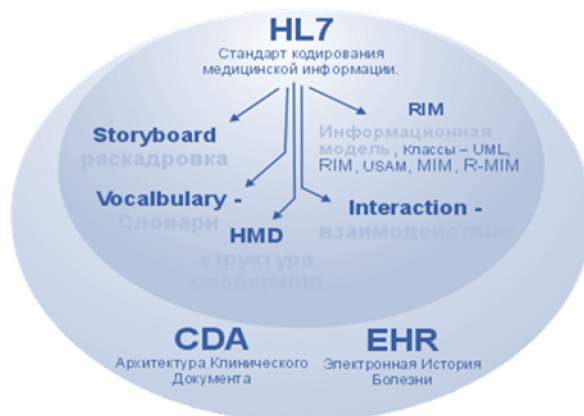 HL7
Стандарт кодирования
медицинской информации.
Storyboard
раскадровка
RIM
Информационная
модель, Классы – UML,
RIM, USAM, MIM, R-MIM
Vocalbulary -
Словари
HMD
структура
сообщения
Interaction -
взаимодействие
CDA
Архитектура Клинического
Документа
EHR
Электронная История
Болезни